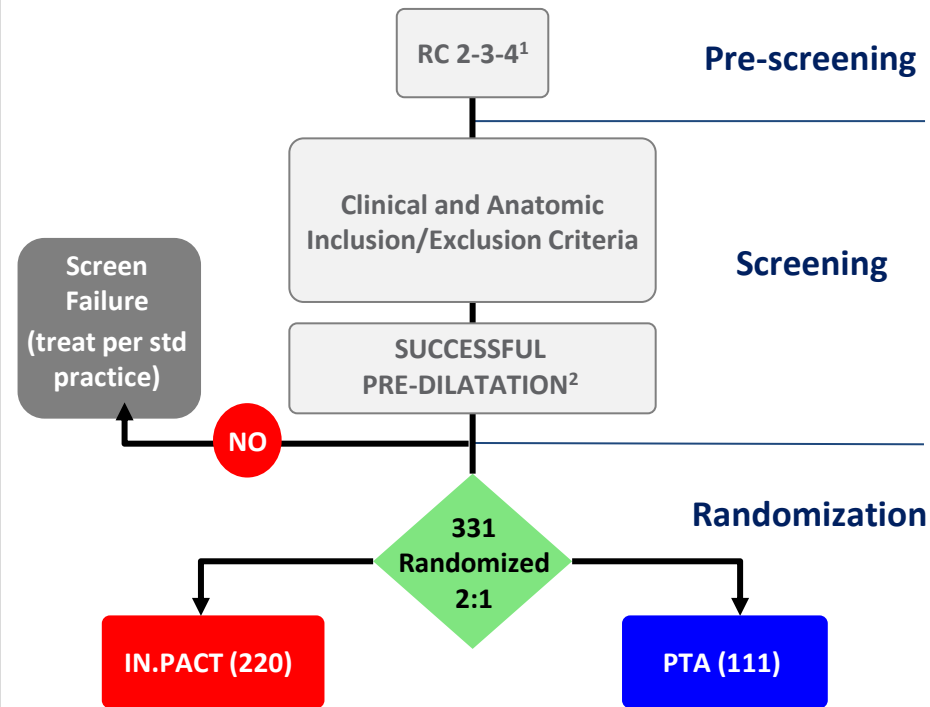 RC 2-3-4¹
Pre-screening
Clinical and Anatomic
Inclusion/Exclusion Criteria
Screening
Screen
Failure
(treat per std
practice)
SUCCESSFUL
PRE-DILATATION²
NO
Randomization
331
Randomized
2:1
IN.PACT (220)
PTA (111)